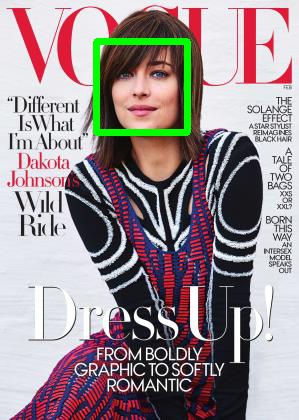 VOGUE
FEB
"Different
Is What
I'm About"
Dakota
Johnson's
Wild
Ride
THE
SOLANGE
EFFECT
A STAR STYLIST
REIMAGINES
BLACK HAIR
A
TALE
OF
TWO
BAGS
XXS
OR
XXL?
BORN
THIS
WAY
AN
INTERSEX
MODEL
SPEAKS
OUT
Dress Up!
FROM BOLDLY
GRAPHIC TO SOFTLY
ROMANTIC